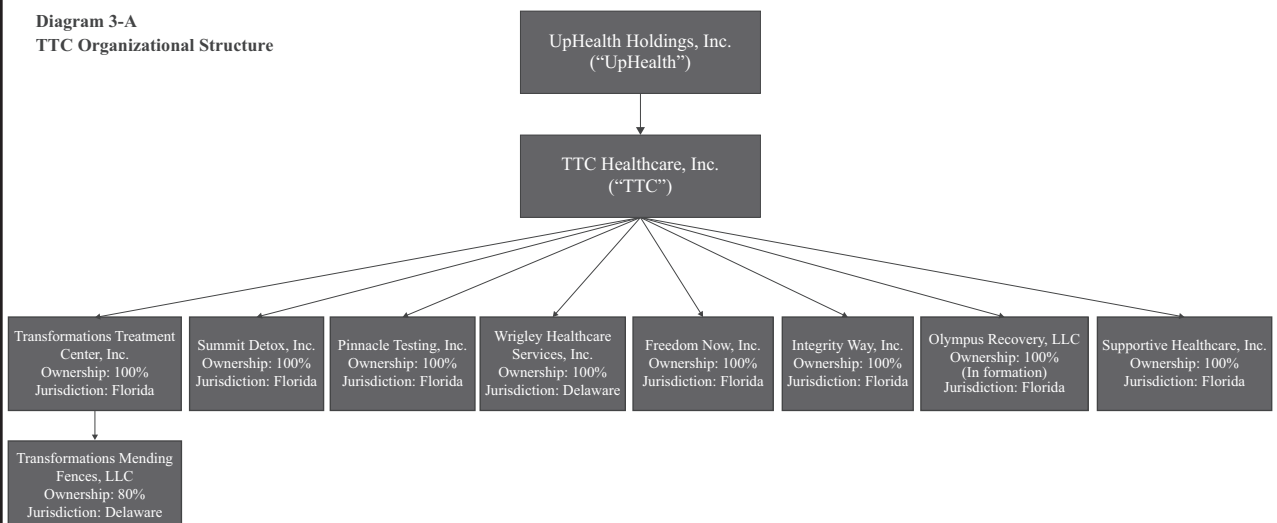 Diagram 3-A
TTC Organizational Structure
UpHealth Holdings, Inc.
(“UpHealth”)
TTC Healthcare, Inc.
(“TTC”)
Transformations Treatment
Center, Inc.
Ownership: 100%
Jurisdiction: Florida
Summit Detox, Inc.
Ownership: 100%
Jurisdiction: Florida
Pinnacle Testing, Inc.
Ownership: 100%
Jurisdiction: Florida
Wrigley Healthcare
Services, Inc.
Ownership: 100%
Jurisdiction: Delaware
Freedom Now, Inc.
Ownership: 100%
Jurisdiction: Florida
Integrity Way, Inc.
Ownership: 100%
Jurisdiction: Florida
Olympus Recovery, LLC
Ownership: 100%
(In formation)
Jurisdiction: Florida
Supportive Healthcare, Inc.
Ownership: 100%
Jurisdiction: Florida
Transformations Mending
Fences, LLC
Ownership: 80%
Jurisdiction: Delaware